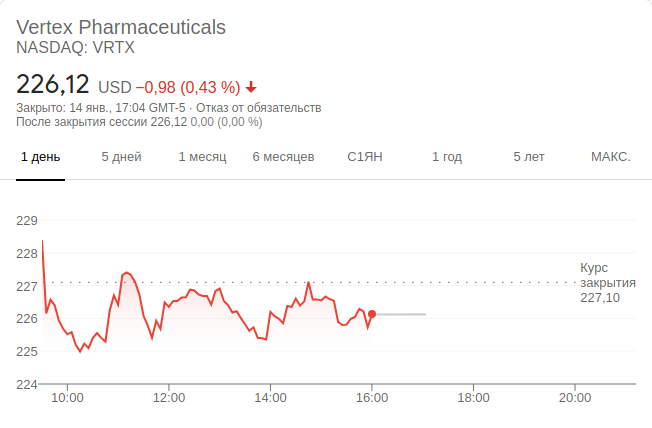 Vertex Pharmaceuticals
NASDAQ: VRTX
226,12 USD −0,98 (0,43 %)
Закрыто: 14 янв., 17:04 GMT-5 · Отказ от обязательств
После закрытия сессии 226,12 0,00 (0,00 %)
1 день 5 дней 1 месяц 6 месяцев С1ЯН 1 год 5 лет МАКС.
229
228
227
226
225
224
Курс
закрытия
227,10
10:00 12:00 14:00 16:00 18:00 20:00